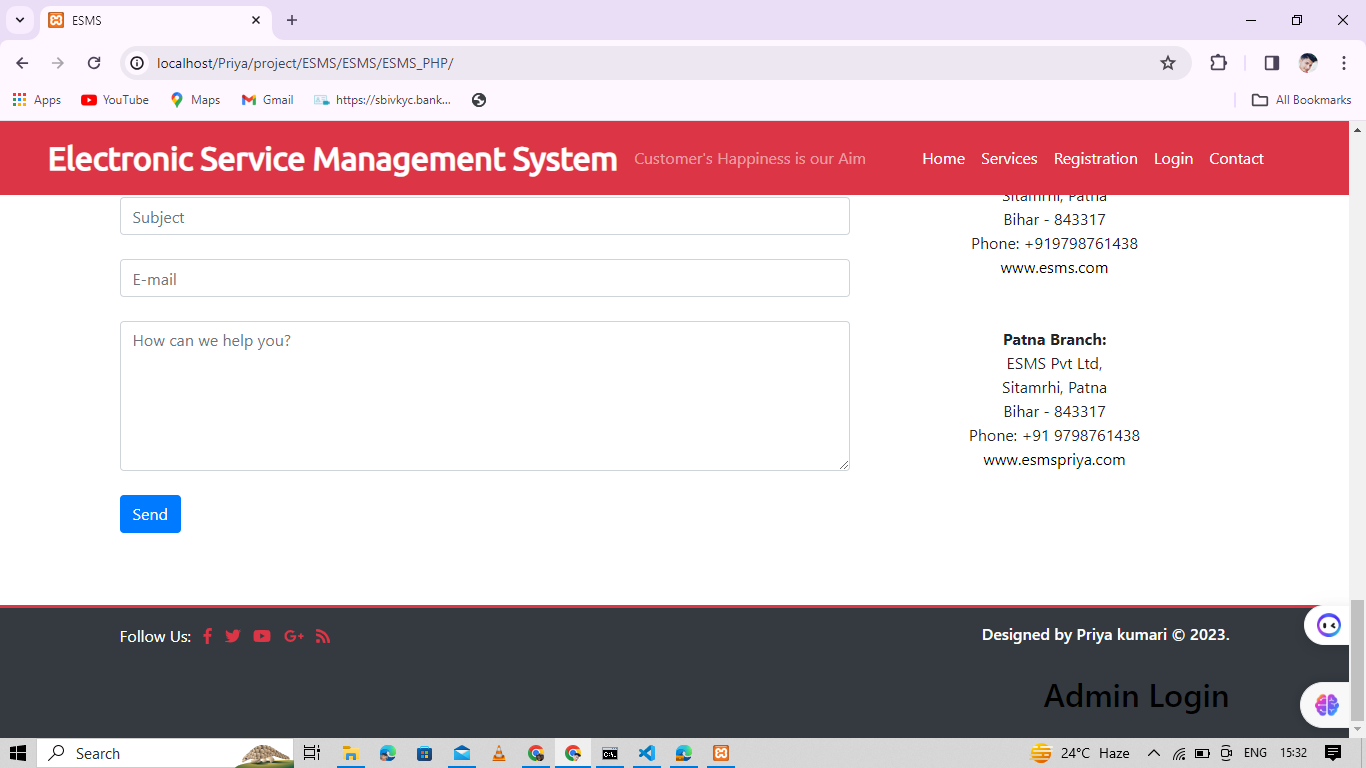 ESMS
localhost/Priya/project/ESMS/ESMS/ESMS_PHP/
Apps YouTube Maps Gmail https://sbivkyc.bank... All Bookmarks
Electronic Service Management System Customer's Happiness is our Aim Home Services Registration Login Contact
Subject
E-mail
How can we help you?
Send
Sitamrhi, Patna
Bihar - 843317
Phone: +919798761438
www.esms.com
Patna Branch:
ESMS Pvt Ltd,
Sitamrhi, Patna
Bihar - 843317
Phone: +91 9798761438
www.esmspriya.com
Follow Us:
Designed by Priya kumari © 2023.
Admin Login
Search 24°C Haze ENG 15:32